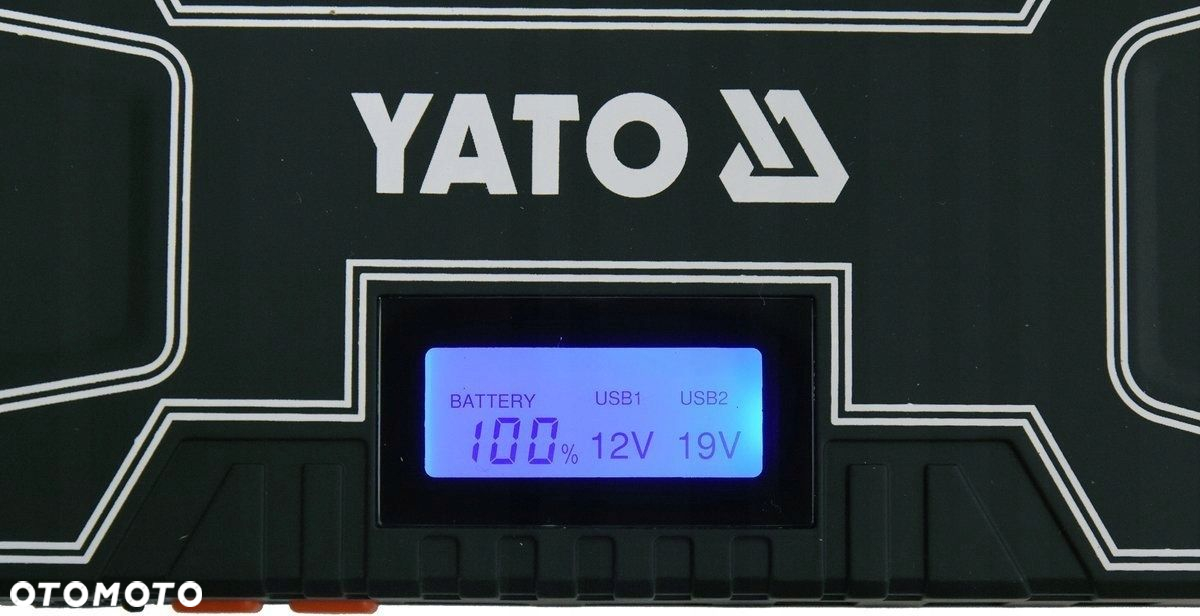 YATO
BATTERY USB1 USB2
100% 12V 19V
OTOMOTO